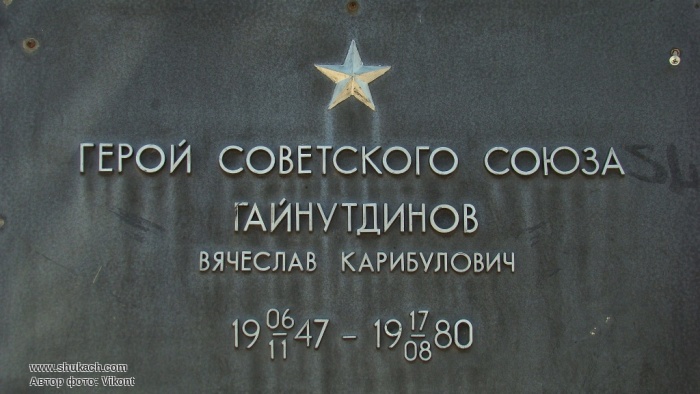 ГЕРОЙ СОВЕТСКОГО СОЮЗА
ГАЙНУТДИНОВ
ВЯЧЕСЛАВ КАРИБУЛОВИЧ
19 06/11 47 – 19 17/08 80
www.shukach.com
Автор фото: Vikont